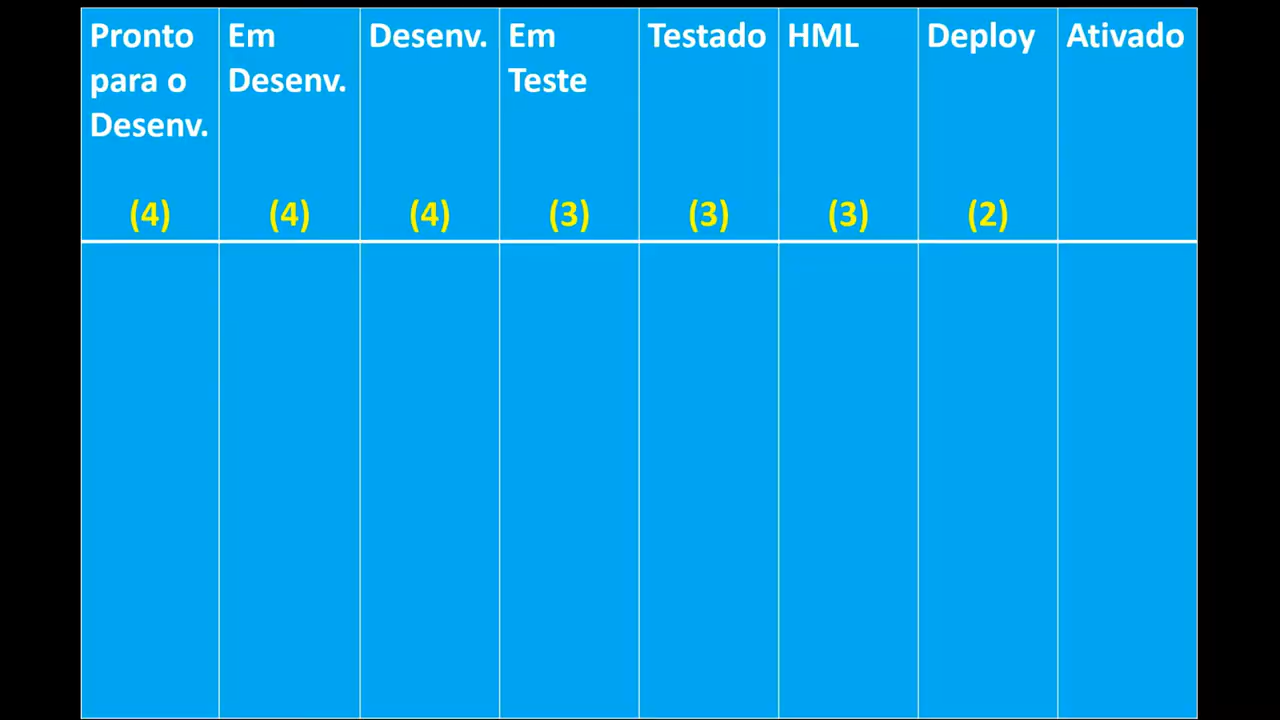 Pronto
para o
Desenv.
(4)
Em
Desenv.
(4)
Desenv.
(4)
Em
Teste
(3)
Testado
(3)
HML
(3)
Deploy
(2)
Ativado